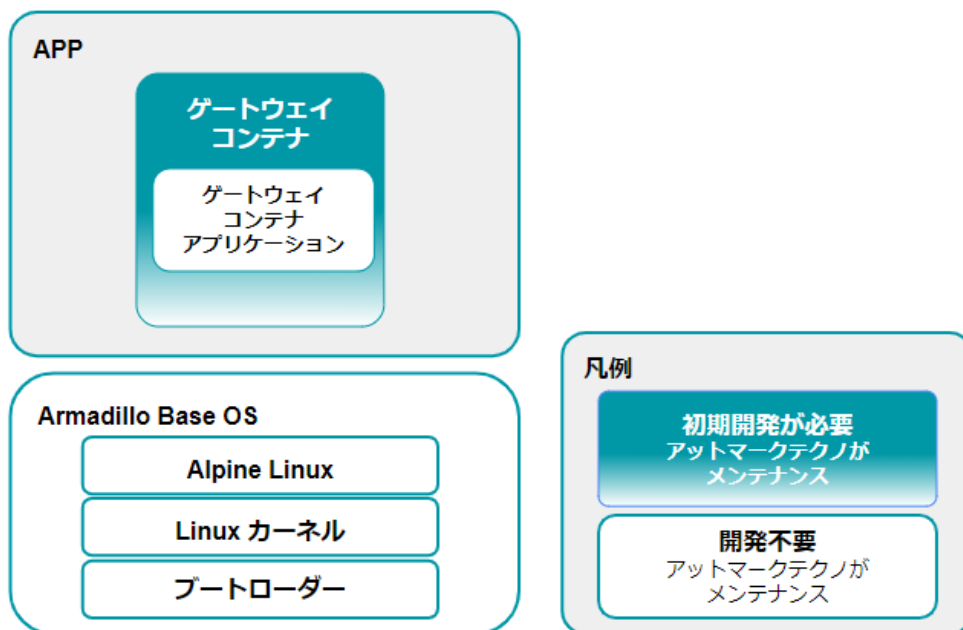 APP
ゲートウェイ
コンテナ
ゲートウェイ
コンテナ
アプリケーション
Armadillo Base OS
Alpine Linux
Linux カーネル
ブートローダー
凡例
初期開発が必要
アットマークテクノが
メンテナンス
開発不要
アットマークテクノが
メンテナンス